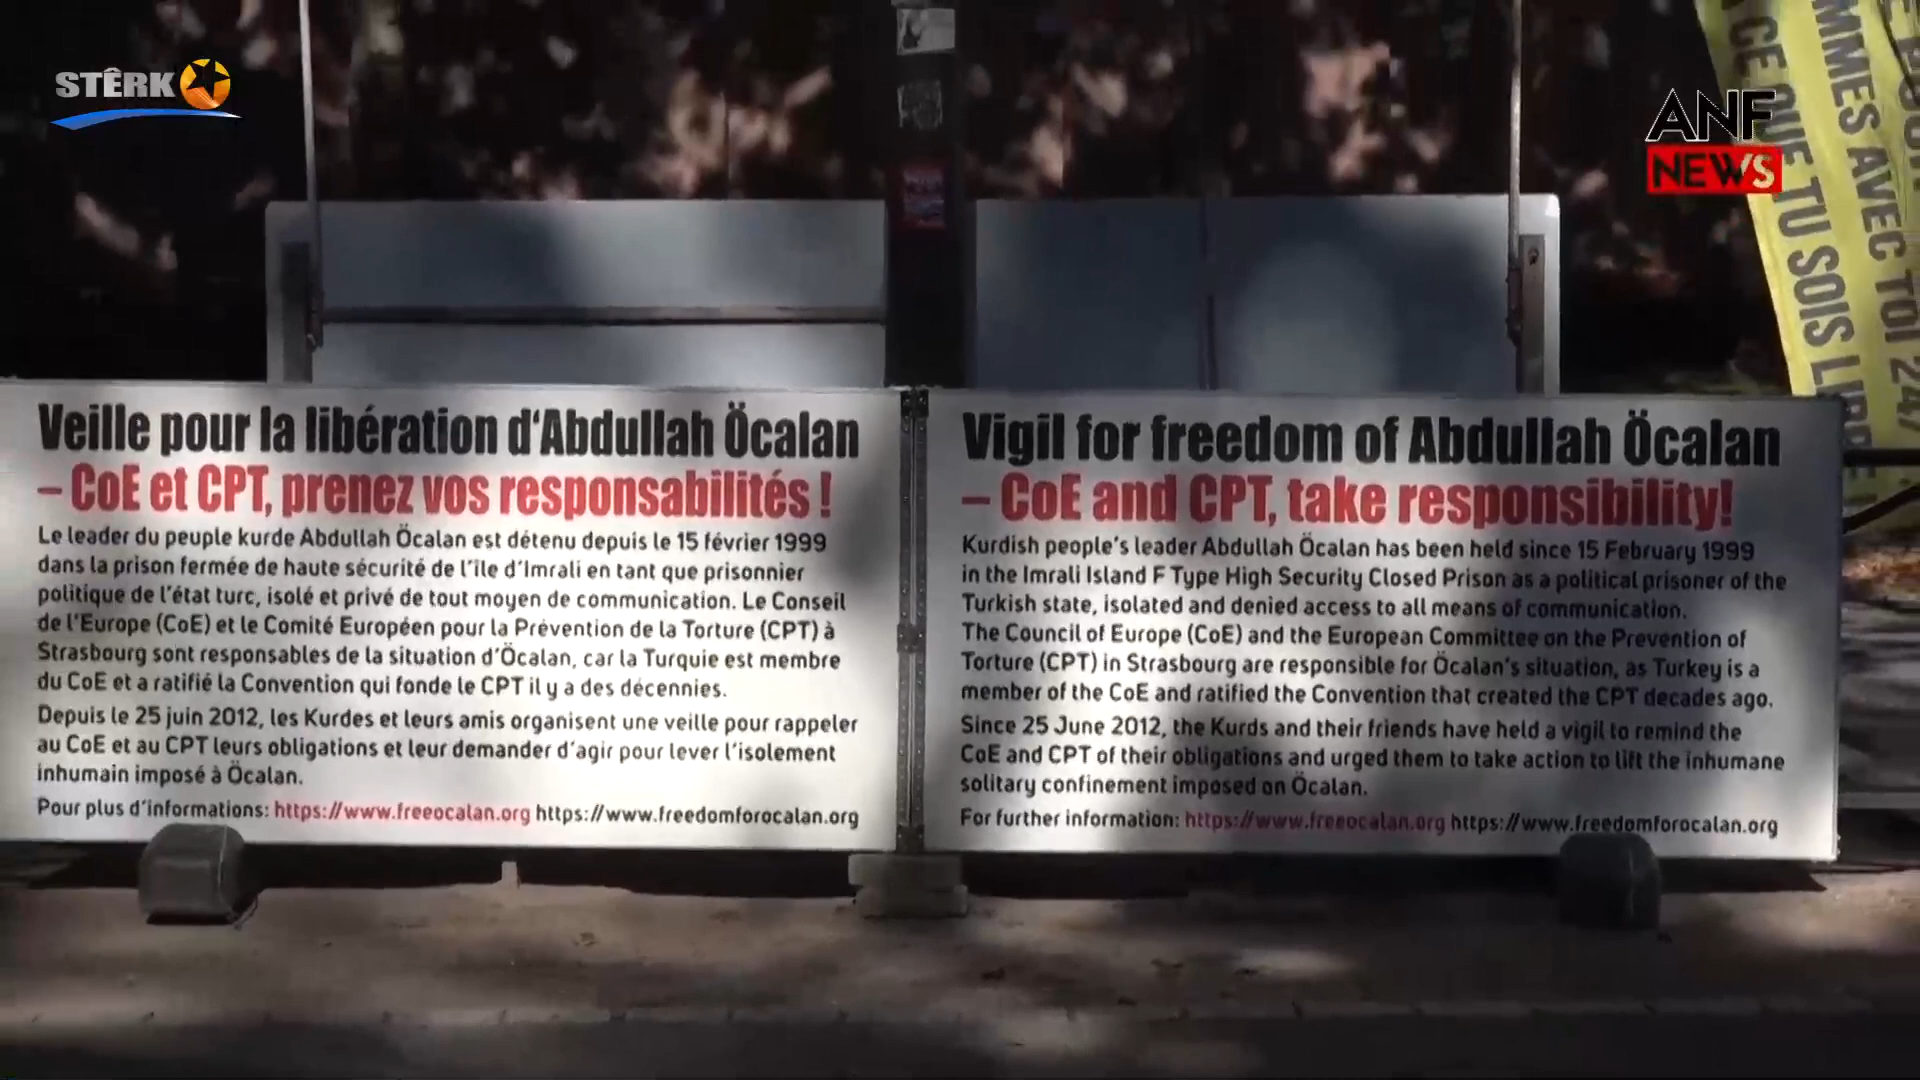 STÊRK
ANF
NEWS
Veille pour la libération d'Abdullah Öcalan
– CoE et CPT, prenez vos responsabilités !
Le leader du peuple kurde Abdullah Öcalan est détenu depuis le 15 février 1999
dans la prison fermée de haute sécurité de l'île d'Imrali en tant que prisonnier
politique de l'état turc, isolé et privé de tout moyen de communication. Le Conseil
de l'Europe (CoE) et le Comité Européen pour la Prévention de la Torture (CPT) à
Strasbourg sont responsables de la situation d'Öcalan, car la Turquie est membre
du CoE et a ratifié la Convention qui fonde le CPT il y a des décennies.
Depuis le 25 juin 2012, les Kurdes et leurs amis organisent une veille pour rappeler
au CoE et au CPT leurs obligations et leur demander d'agir pour lever l'isolement
inhumain imposé à Öcalan.
Pour plus d'informations: https://www.freeocalan.org https://www.freedomforocalan.org
Vigil for freedom of Abdullah Öcalan
– CoE and CPT, take responsibility!
Kurdish people's leader Abdullah Öcalan has been held since 15 February 1999
in the Imrali Island F Type High Security Closed Prison as a political prisoner of the
Turkish state, isolated and denied access to all means of communication.
The Council of Europe (CoE) and the European Committee on the Prevention of
Torture (CPT) in Strasbourg are responsible for Öcalan's situation, as Turkey is a
member of the CoE and ratified the Convention that created the CPT decades ago.
Since 25 June 2012, the Kurds and their friends have held a vigil to remind the
CoE and CPT of their obligations and urged them to take action to lift the inhumane
solitary confinement imposed on Öcalan.
For further information: https://www.freeocalan.org https://www.freedomforocalan.org
CE QUE TU SOIS LIBRE
MMES AVEC TOI 24/7